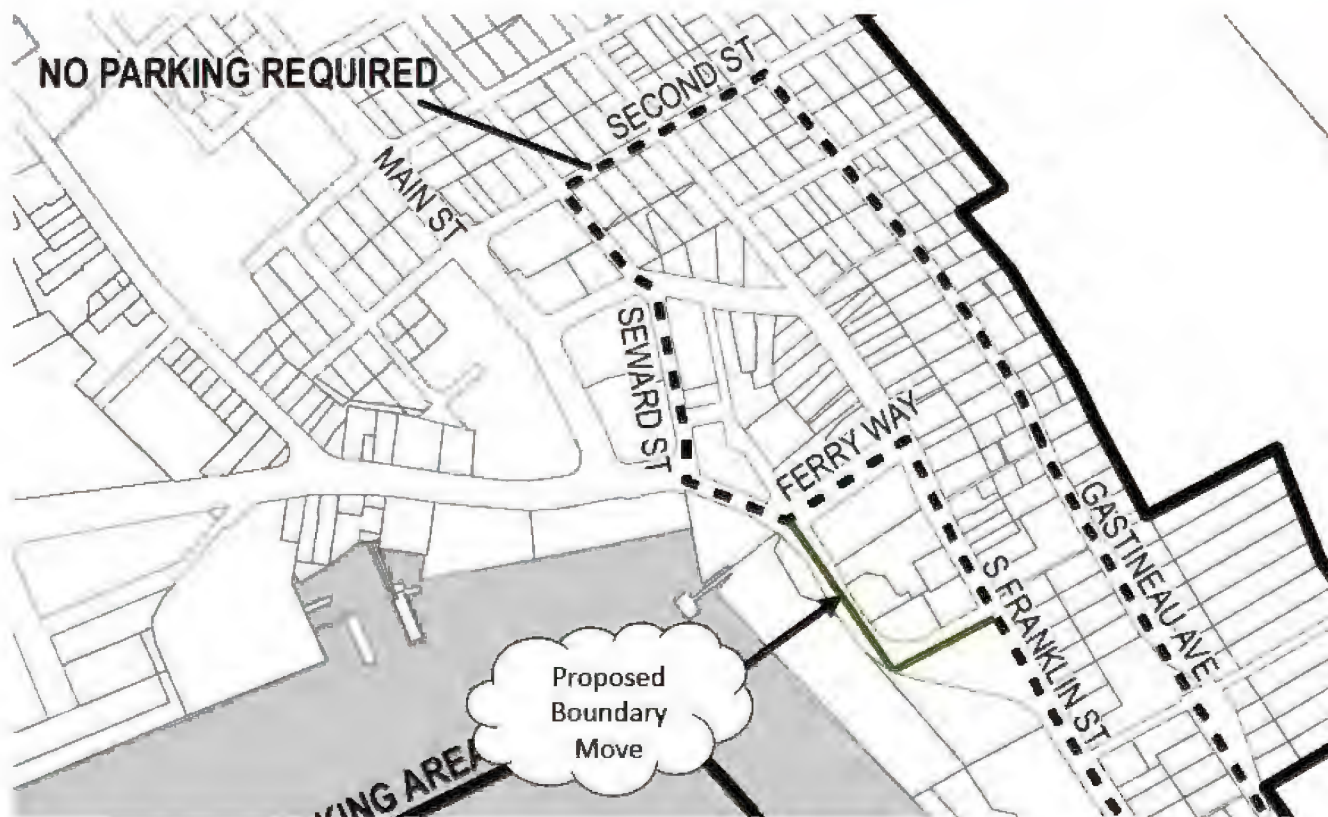 NO PARKING REQUIRED
SECOND ST
MAIN ST
SEWARD ST
FERRY WAY
GASTINEAU AVE
S FRANKLIN ST
Proposed
Boundary
Move
AREA